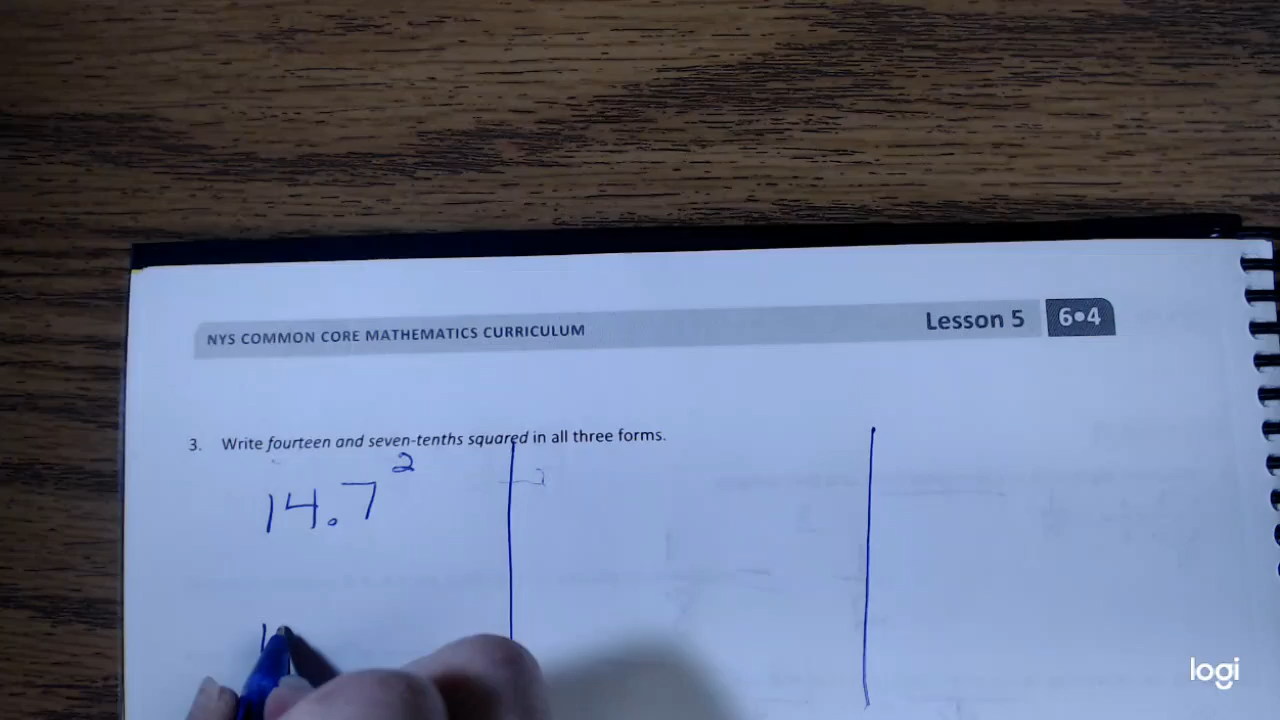 NYS COMMON CORE MATHEMATICS CURRICULUM
Lesson 5
6•4
3. Write fourteen and seven-tenths squared in all three forms.
14.7²
logi